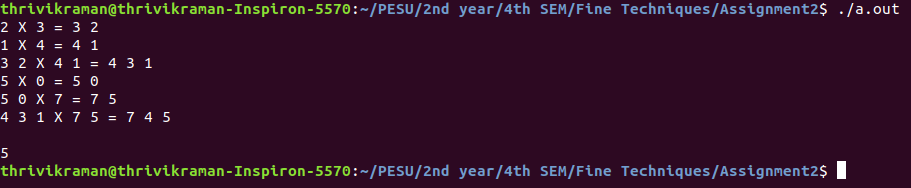 thrivikraman@thrivikraman-Inspiron-5570:~/PESU/2nd year/4th SEM/Fine Techniques/Assignment2$ ./a.out
2 X 3 = 3 2
1 X 4 = 4 1
3 2 X 4 1 = 4 3 1
5 X 0 = 5 0
5 0 X 7 = 7 5
4 3 1 X 7 5 = 7 4 5
5
thrivikraman@thrivikraman-Inspiron-5570:~/PESU/2nd year/4th SEM/Fine Techniques/Assignment2$